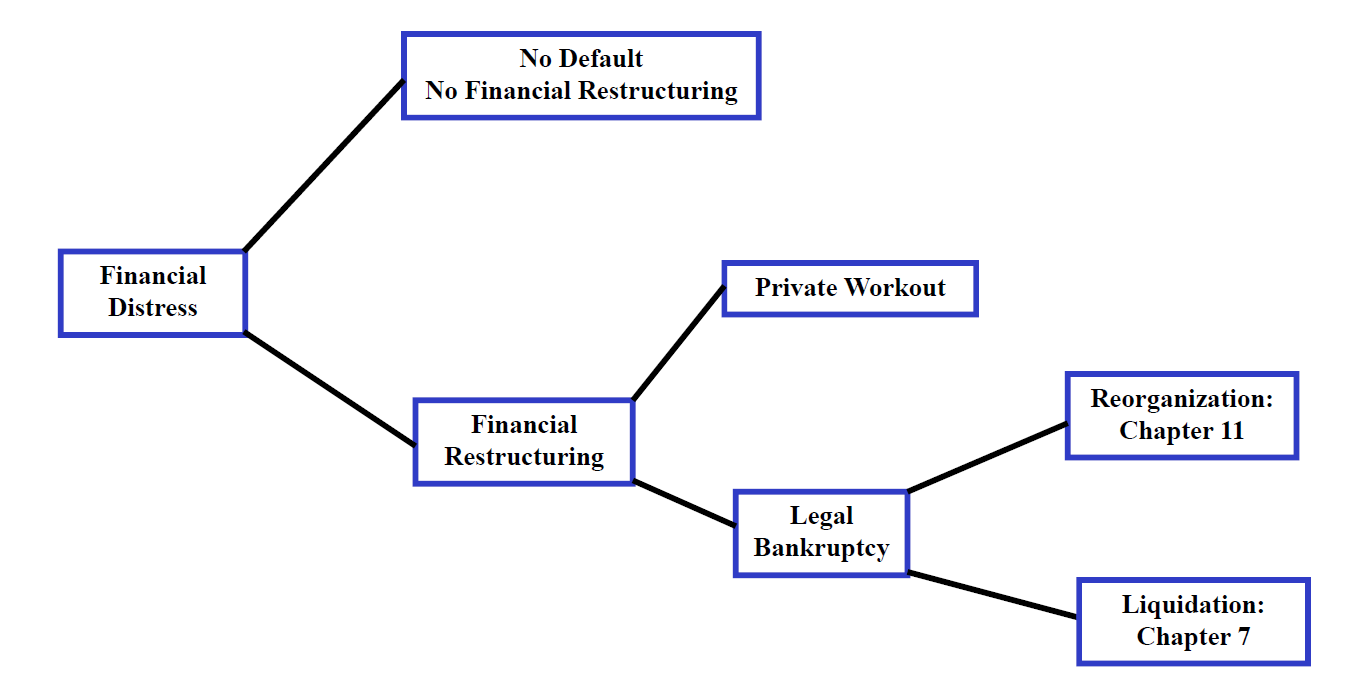 No Default
No Financial Restructuring
Financial
Distress
Private Workout
Financial
Restructuring
Reorganization:
Chapter 11
Legal
Bankruptcy
Liquidation:
Chapter 7